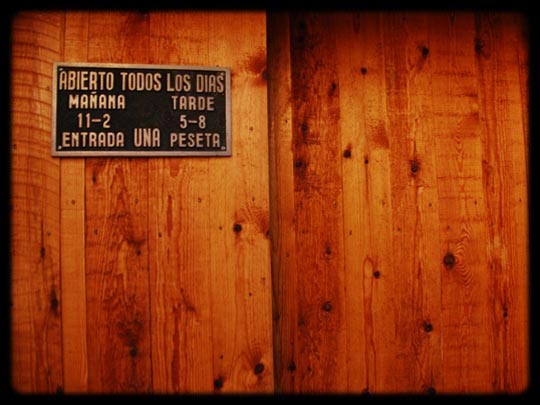 ABIERTO TODOS LOS DIAS
MAÑANA TARDE
11-2 5-8
ENTRADA UNA PESETA